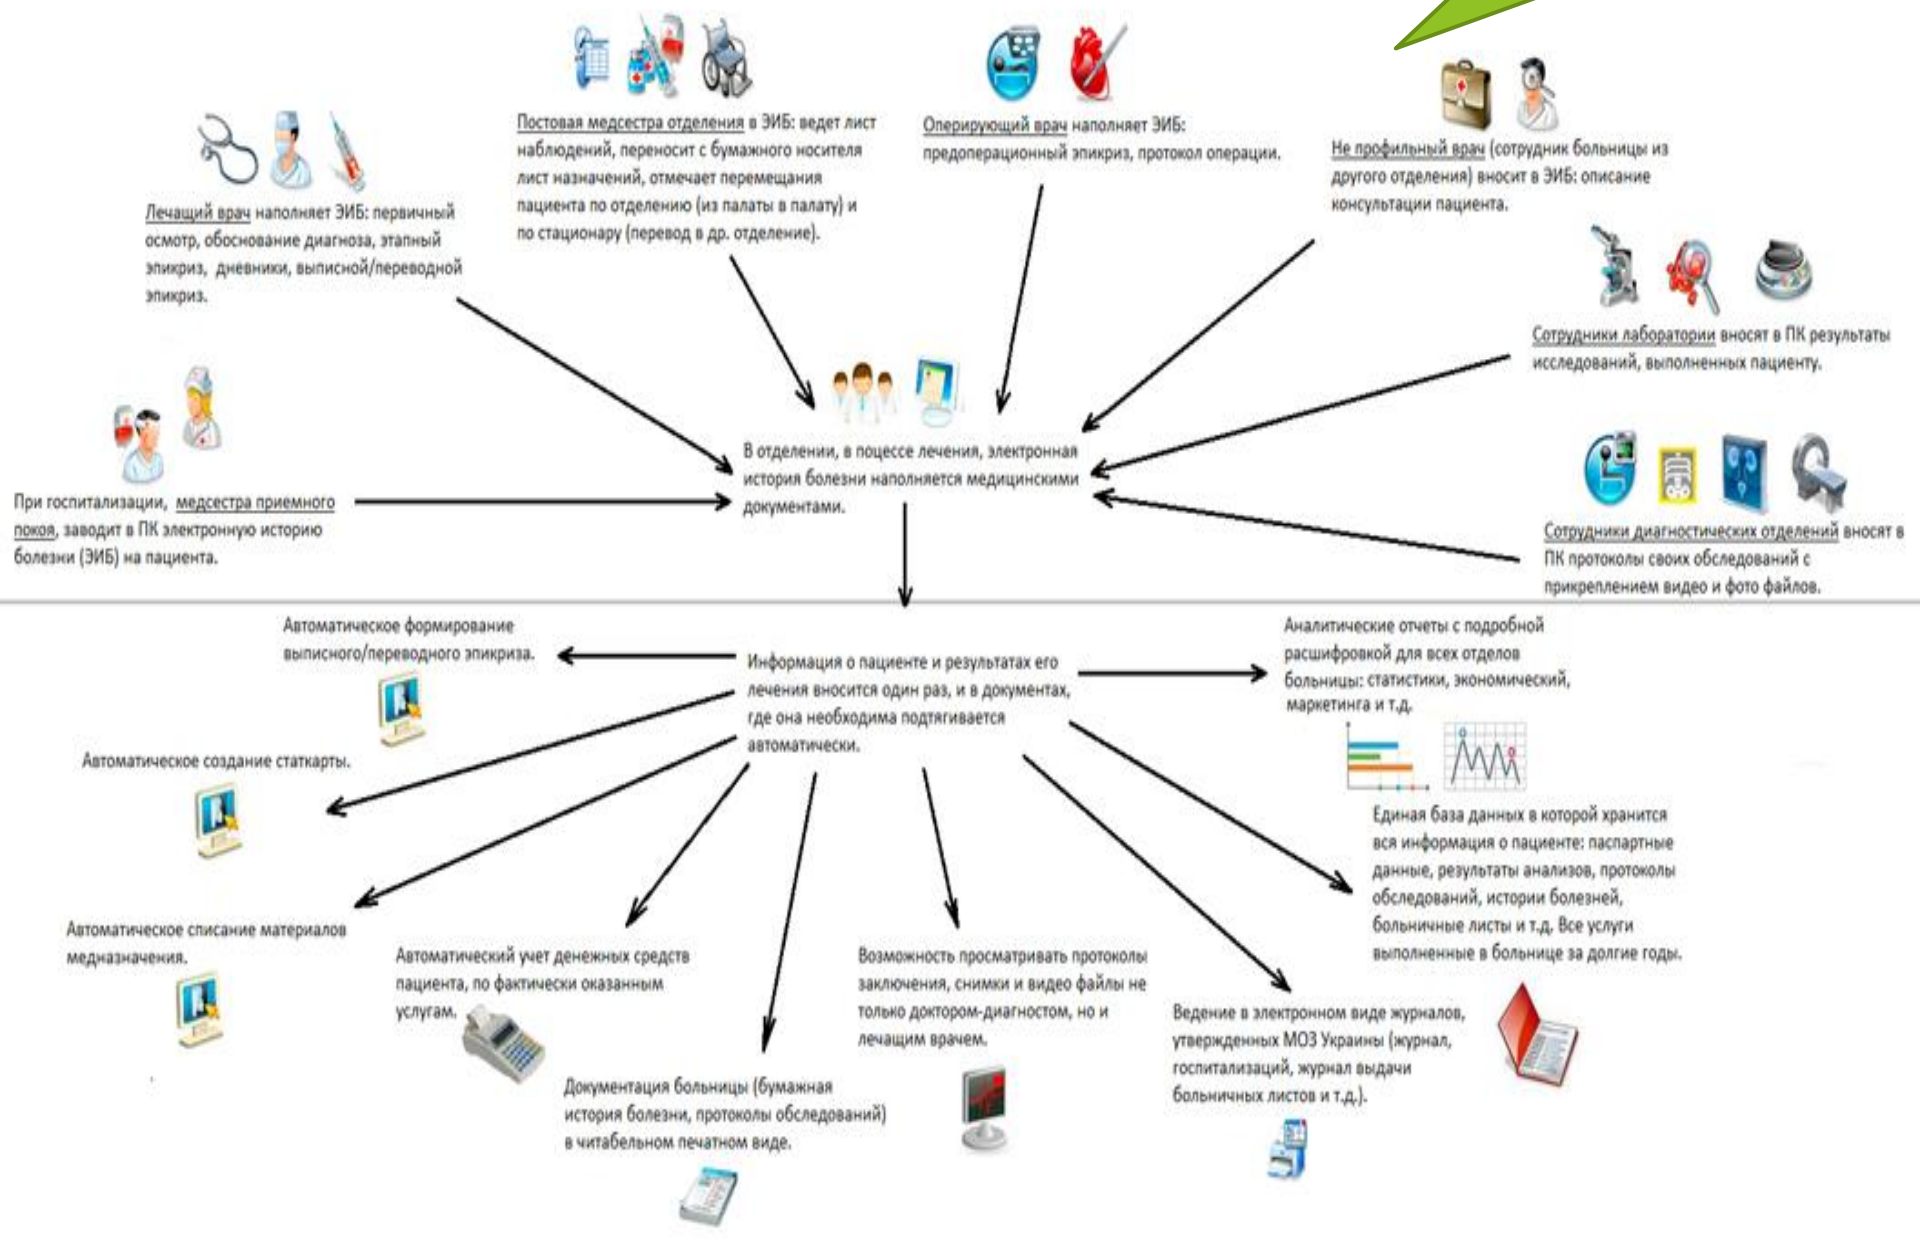 Постовая медсестра отделения в ЭИБ: ведет лист
наблюдений, переносит с бумажного носителя
лист назначений, отмечает перемещания
пациента по отделению (из палаты в палату) и
по стационару (перевод в др. отделение).
Оперирующий врач наполняет ЭИБ:
предоперационный эпикриз, протокол операции.
Не профильный врач (сотрудник больницы из
другого отделения) вносит в ЭИБ: описание
консультации пациента.
Лечащий врач наполняет ЭИБ: первичный
осмотр, обоснование диагноза, этапный
эпикриз, дневники, выписной/переводной
эпикриз.
Сотрудники лаборатории вносят в ПК результаты
исследований, выполненных пациенту.
При госпитализации, медсестра приемного
покоя, заводит в ПК электронную историю
болезни (ЭИБ) на пациента.
В отделении, в поцессе лечения, электронная
история болезни наполняется медицинскими
документами.
Сотрудники диагностических отделений вносят в
ПК протоколы своих обследований с
прикреплением видео и фото файлов.
Автоматическое формирование
выписного/переводного эпикриза.
Информация о пациенте и результатах его
лечения вносится один раз, и в документах,
где она необходима подтягивается
автоматически.
Аналитические отчеты с подробной
расшифровкой для всех отделов
больницы: статистики, экономический,
маркетинга и т.д.
Автоматическое создание статкарты.
Единая база данных в которой хранится
вся информация о пациенте: паспартные
данные, результаты анализов, протоколы
обследований, истории болезней,
больничные листы и т.д. Все услуги
выполненные в больнице за долгие годы.
Автоматическое списание материалов
медназначения.
Автоматический учет денежных средств
пациента, по фактически оказанным
услугам.
Возможность просматривать протоколы
заключения, снимки и видео файлы не
только доктором-диагностом, но и
лечащим врачем.
Ведение в электронном виде журналов,
утвержденных МОЗ Украины (журнал,
госпитализаций, журнал выдачи
больничных листов и т.д.).
Документация больницы (бумажная
история болезни, протоколы обследований)
в читабельном печатном виде.